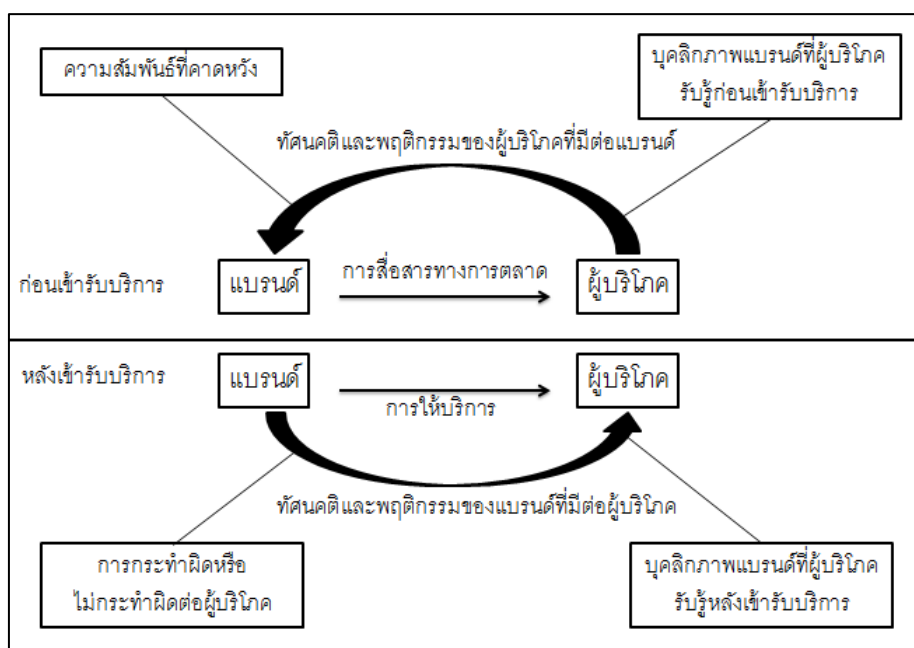 ความสัมพันธ์ที่คาดหวัง
บุคลิกภาพแบรนด์ที่ผู้บริโภค
รับรู้ก่อนเข้ารับบริการ
ทัศนคติและพฤติกรรมของผู้บริโภคที่มีต่อแบรนด์
ก่อนเข้ารับบริการ
แบรนด์
การสื่อสารทางการตลาด
ผู้บริโภค
หลังเข้ารับบริการ
แบรนด์
การให้บริการ
ผู้บริโภค
ทัศนคติและพฤติกรรมของแบรนด์ที่มีต่อผู้บริโภค
การกระทำผิดหรือ
ไม่กระทำผิดต่อผู้บริโภค
บุคลิกภาพแบรนด์ที่ผู้บริโภค
รับรู้หลังเข้ารับบริการ